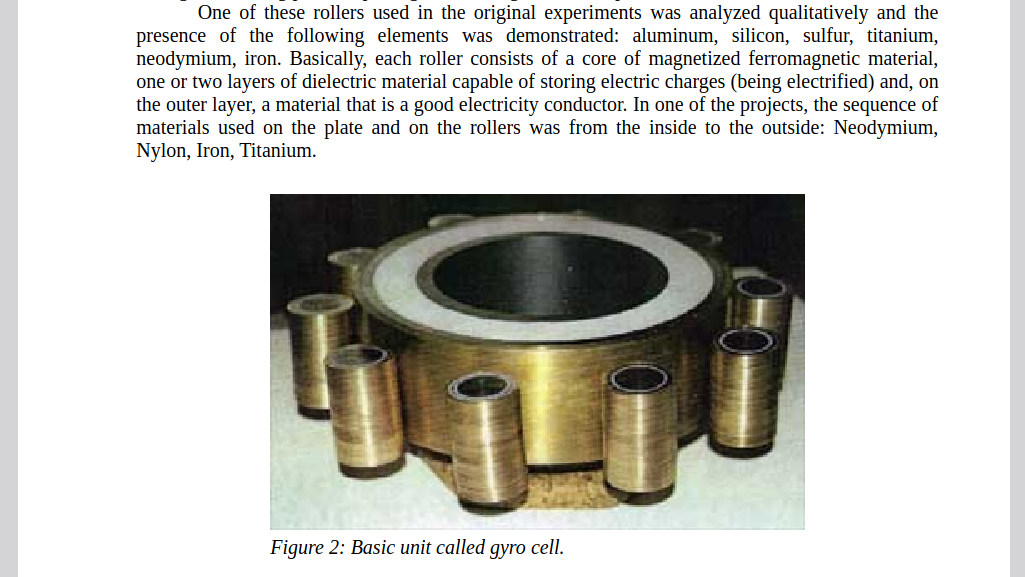 One of these rollers used in the original experiments was analyzed qualitatively and the
presence of the following elements was demonstrated: aluminum, silicon, sulfur, titanium,
neodymium, iron. Basically, each roller consists of a core of magnetized ferromagnetic material,
one or two layers of dielectric material capable of storing electric charges (being electrified) and, on
the outer layer, a material that is a good electricity conductor. In one of the projects, the sequence of
materials used on the plate and on the rollers was from the inside to the outside: Neodymium,
Nylon, Iron, Titanium.
Figure 2: Basic unit called gyro cell.